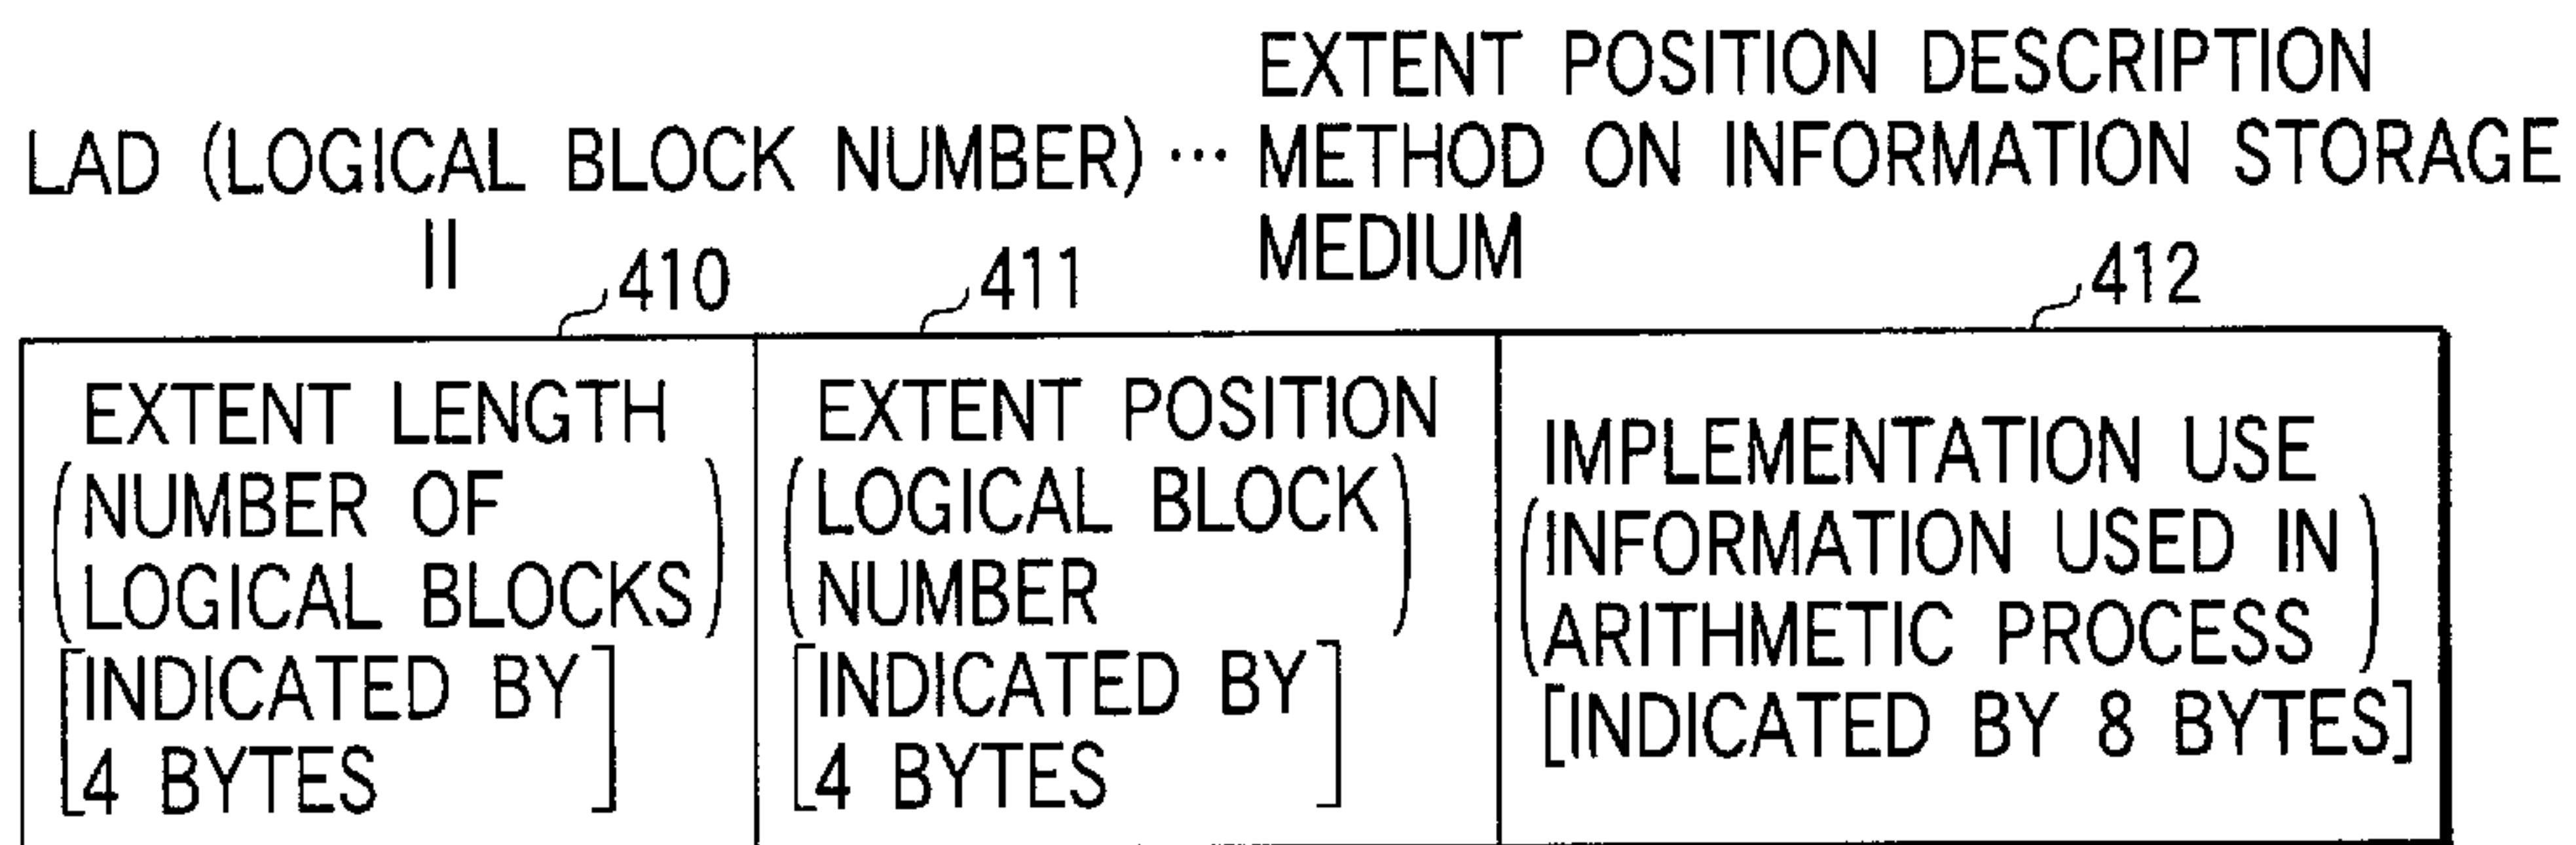 EXTENT POSITION DESCRIPTION
LAD (LOGICAL BLOCK NUMBER) ··· METHOD ON INFORMATION STORAGE
MEDIUM
||
410
411
412
EXTENT LENGTH
(NUMBER OF
LOGICAL BLOCKS)
[INDICATED BY
4 BYTES]
EXTENT POSITION
(LOGICAL BLOCK
NUMBER)
[INDICATED BY
4 BYTES]
IMPLEMENTATION USE
(INFORMATION USED IN
ARITHMETIC PROCESS)
[INDICATED BY 8 BYTES]